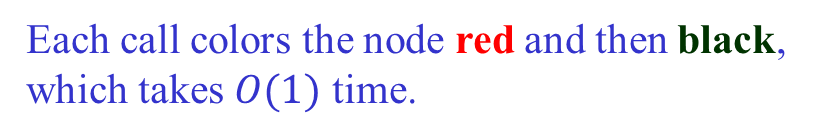 Each call colors the node red and then black,
which takes O(1) time.